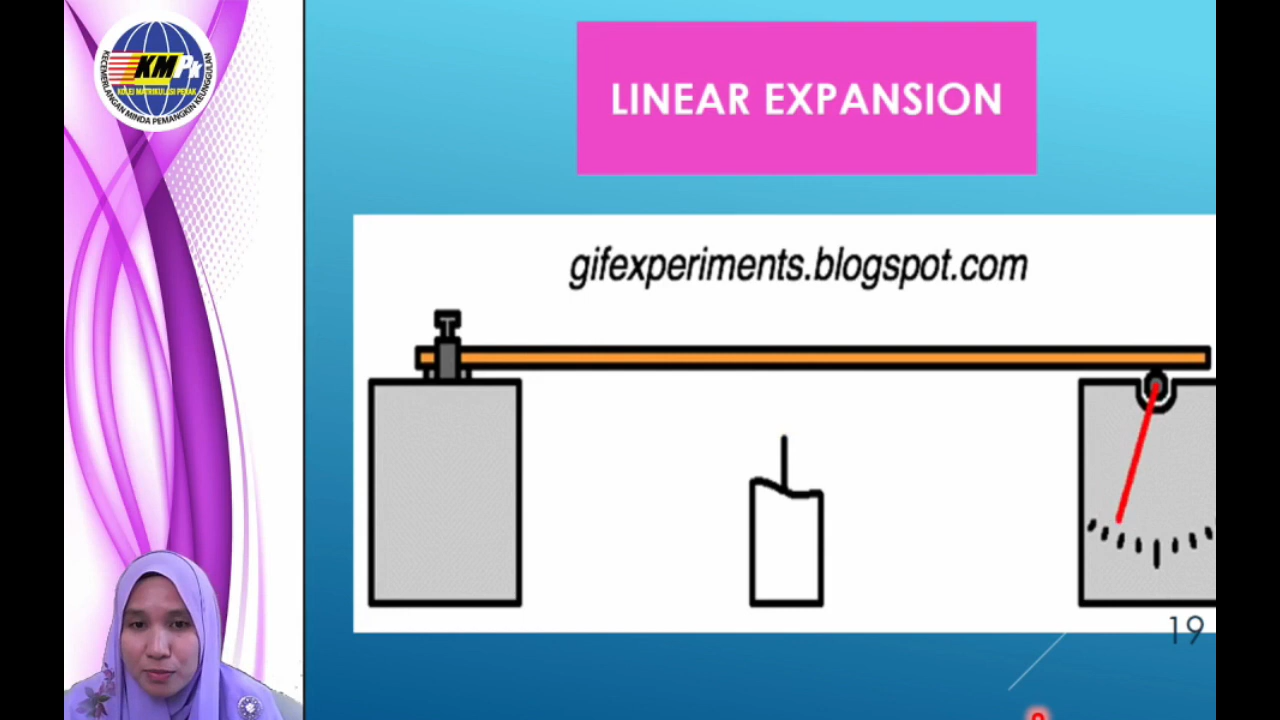 KMPk
KOLEJ MATRIKULASI PERAK
KECEMERLANGAN MINDA PEMANGKIN KEUNGGULAN
LINEAR EXPANSION
gifexperiments.blogspot.com
19